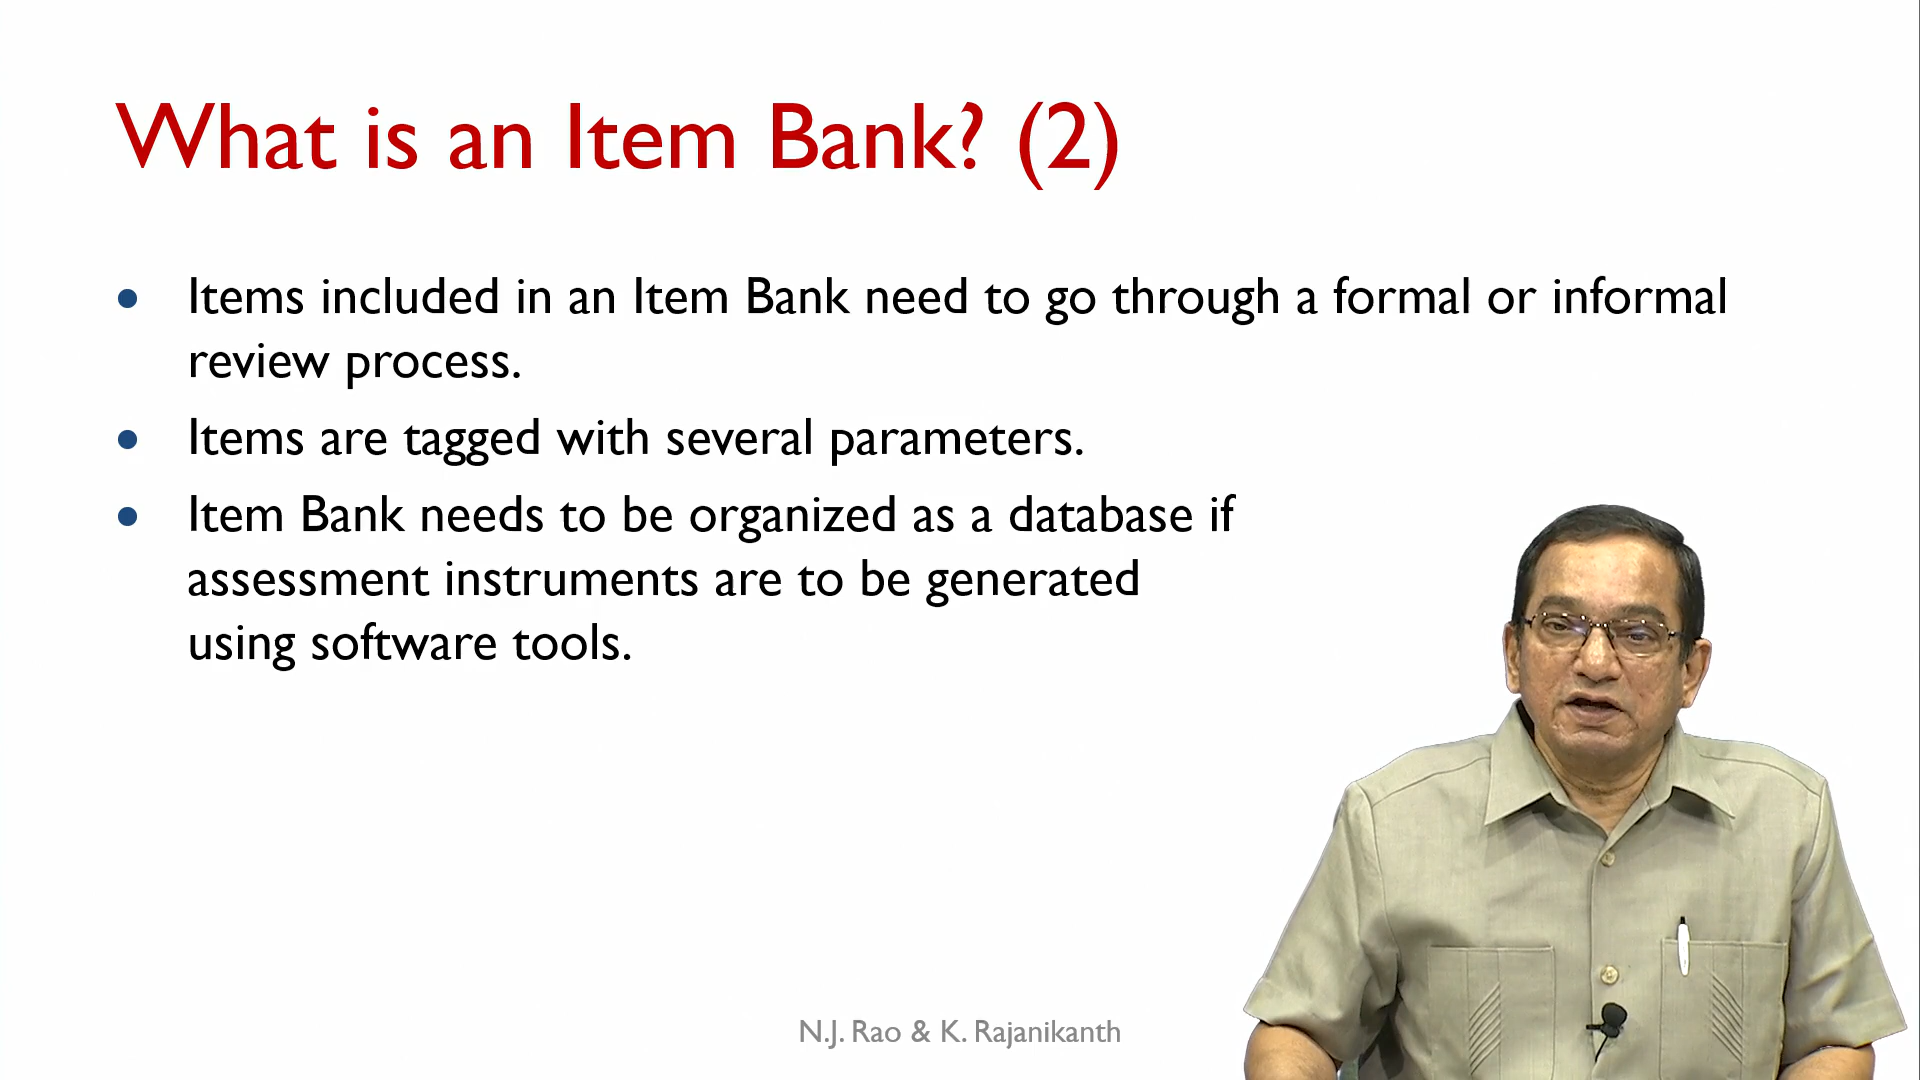 What is an Item Bank? (2)
• Items included in an Item Bank need to go through a formal or informal
review process.
• Items are tagged with several parameters.
• Item Bank needs to be organized as a database if
assessment instruments are to be generated
using software tools.
N.J. Rao & K. Rajanikanth